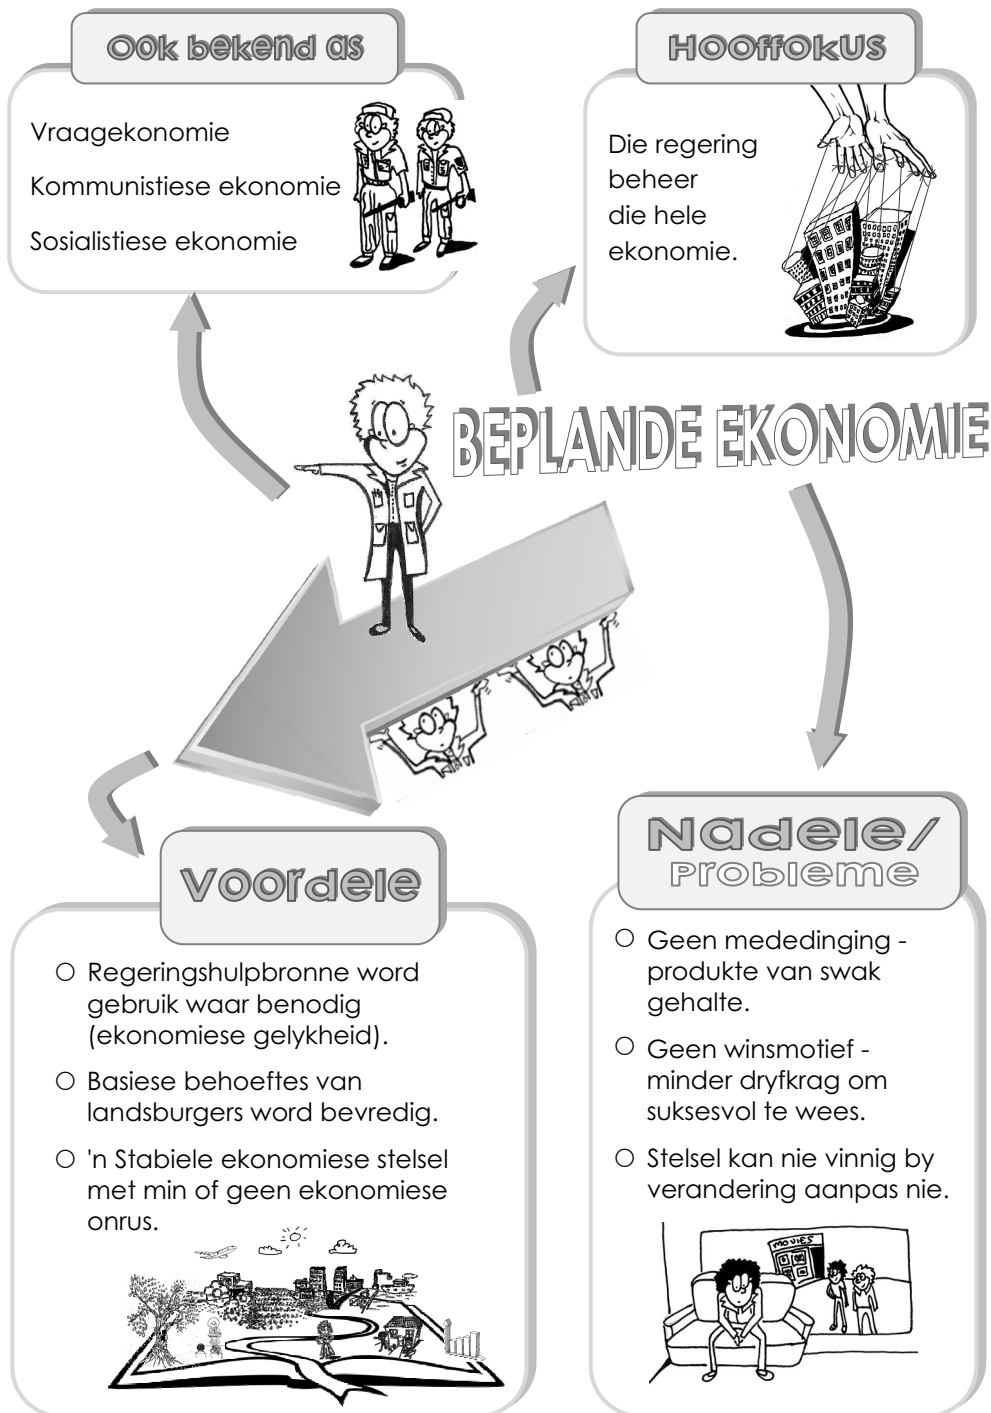 Ook bekend as
Vraagekonomie
Kommunistiese ekonomie
Sosialistiese ekonomie
Hooffokus
Die regering
beheer
die hele
ekonomie.
BEPLANDE EKONOMIE
Voordele
Regeringshulpbronne word
gebruik waar benodig
(ekonomiese gelykheid).
Basiese behoeftes van
landsburgers word bevredig.
'n Stabiele ekonomiese stelsel
met min of geen ekonomiese
onrus.
Nadele/
Probleme
Geen mededinging -
produkte van swak
gehalte.
Geen winsmotief -
minder dryfkrag om
suksesvol te wees.
Stelsel kan nie vinnig by
verandering aanpas nie.
MOVIES